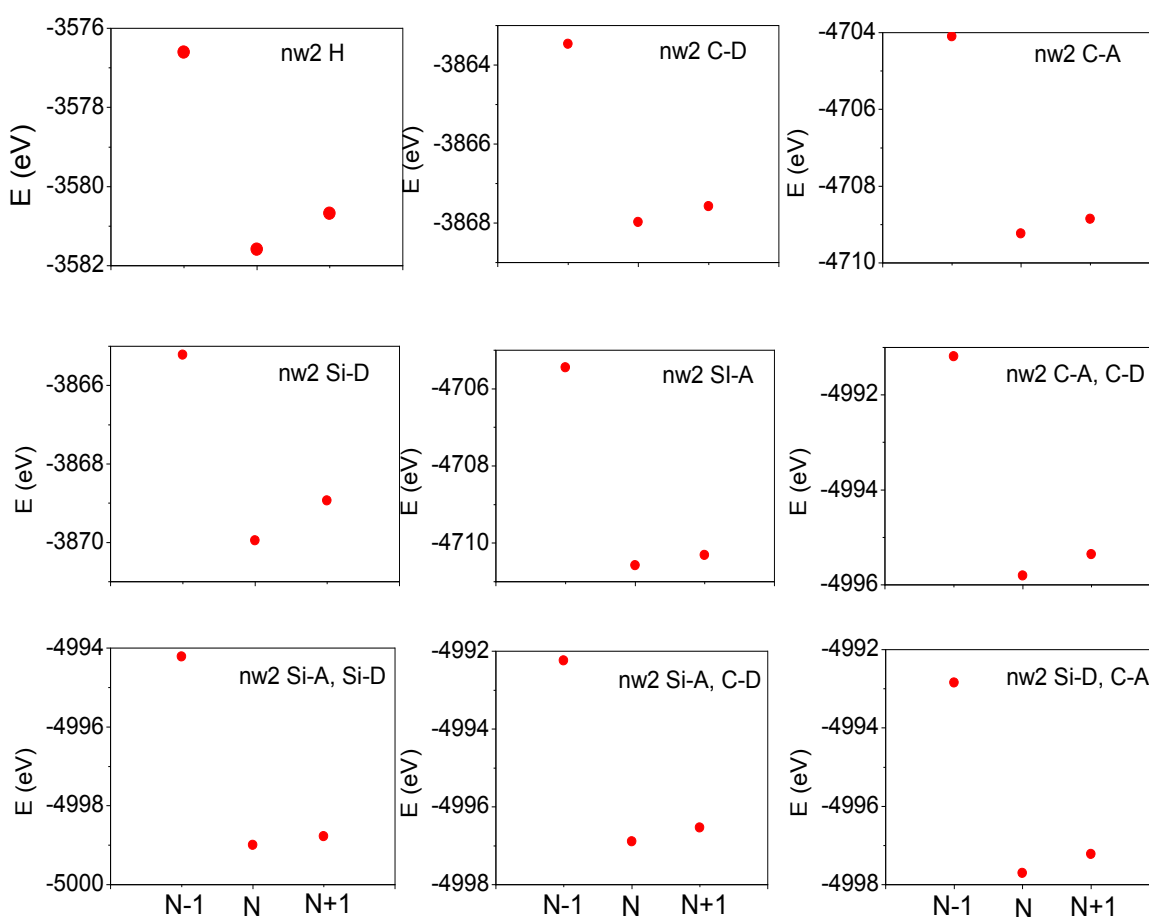 -3576
-3578
-3580
-3582
E (eV)
nw2 H
-3864
-3866
-3868
E (eV)
nw2 C-D
-4704
-4706
-4708
-4710
E (eV)
nw2 C-A
-3866
-3868
-3870
E (eV)
nw2 Si-D
-4706
-4708
-4710
E (eV)
nw2 SI-A
-4992
-4994
-4996
E (eV)
nw2 C-A, C-D
-4994
-4996
-4998
-5000
E (eV)
nw2 Si-A, Si-D
N-1 N N+1
-4992
-4994
-4996
-4998
E (eV)
nw2 Si-A, C-D
N-1 N N+1
-4992
-4994
-4996
-4998
E (eV)
nw2 Si-D, C-A
N-1 N N+1